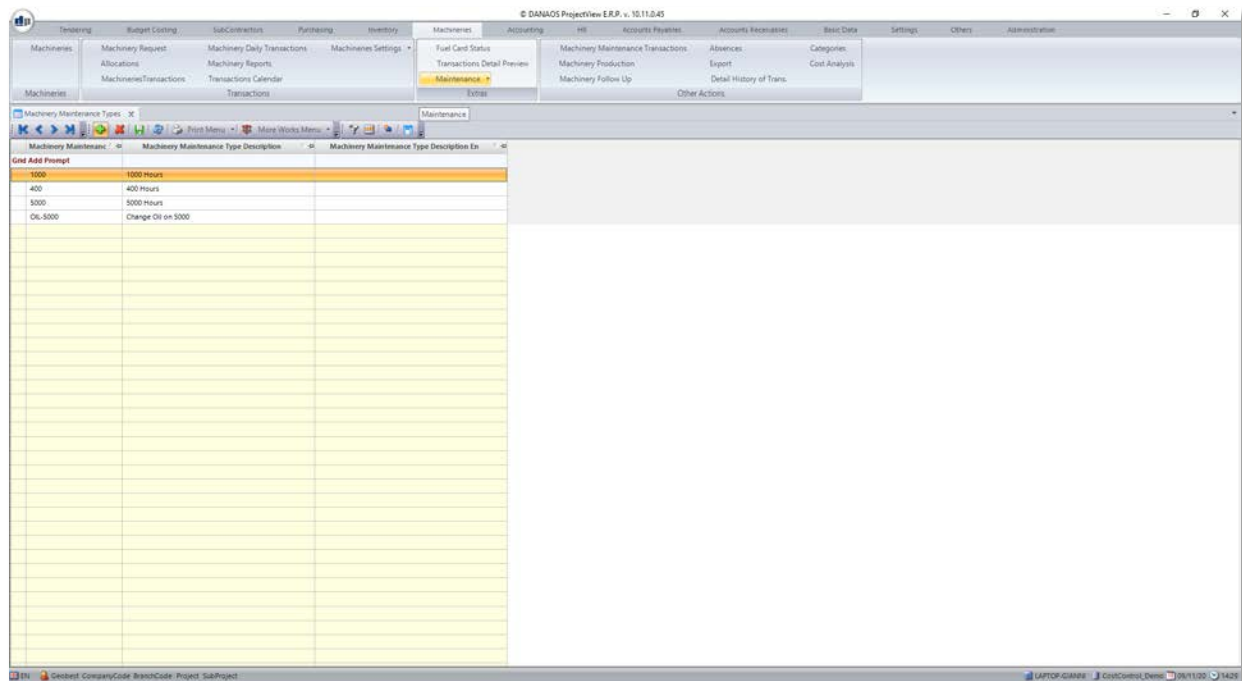 © DANAOS ProjectView E.R.P. v. 10.11.0.45
Tendering Budget Costing SubContractors Purchasing Inventory Machineries Accounting HR Accounts Payables Accounts Receivables Basic Data Settings Others Administration
Machineries Machinery Request Machinery Daily Transactions Machineries Settings Fuel Card Status Machinery Maintenance Transactions Absences Categories
Allocations Machinery Reports Transactions Detail Preview Machinery Production Export Cost Analysis
MachineriesTransactions Transactions Calendar Maintenance Machinery Follow Up Detail History of Trans.
Machineries Transactions Extras Other Actions
Machinery Maintenance Types Maintenance
Print Menu More Works Menu
Machinery Maintenanc Machinery Maintenance Type Description Machinery Maintenance Type Description En
Grid Add Prompt
1000 1000 Hours
400 400 Hours
5000 5000 Hours
OIL-5000 Change Oil on 5000
EN Geobest CompanyCode BranchCode Project SubProject LAPTOP-GIANNI CostControl_Demo 09/11/20 14:29